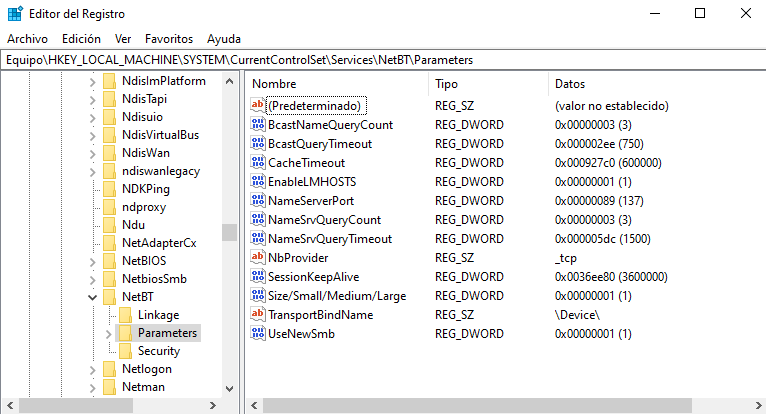 Editor del Registro
Archivo Edición Ver Favoritos Ayuda
Equipo\HKEY_LOCAL_MACHINE\SYSTEM\CurrentControlSet\Services\NetBT\Parameters
NdisImPlatform
NdisTapi
Ndisuio
NdisVirtualBus
NdisWan
ndiswanlegacy
NDKPing
ndproxy
Ndu
NetAdapterCx
NetBIOS
NetbiosSmb
NetBT
Linkage
Parameters
Security
Netlogon
Netman
Nombre Tipo Datos
ab (Predeterminado) REG_SZ (valor no establecido)
BcastNameQueryCount REG_DWORD 0x00000003 (3)
BcastQueryTimeout REG_DWORD 0x000002ee (750)
CacheTimeout REG_DWORD 0x000927c0 (600000)
EnableLMHOSTS REG_DWORD 0x00000001 (1)
NameServerPort REG_DWORD 0x00000089 (137)
NameSrvQueryCount REG_DWORD 0x00000003 (3)
NameSrvQueryTimeout REG_DWORD 0x000005dc (1500)
ab NbProvider REG_SZ _tcp
SessionKeepAlive REG_DWORD 0x0036ee80 (3600000)
Size/Small/Medium/Large REG_DWORD 0x00000001 (1)
ab TransportBindName REG_SZ \Device\
UseNewSmb REG_DWORD 0x00000001 (1)